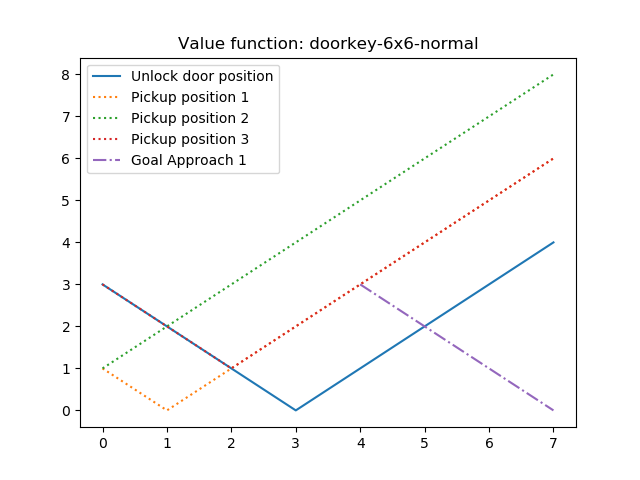 Value function: doorkey-6x6-normal
8
7
6
5
4
3
2
1
0
Unlock door position
Pickup position 1
Pickup position 2
Pickup position 3
Goal Approach 1
0 1 2 3 4 5 6 7